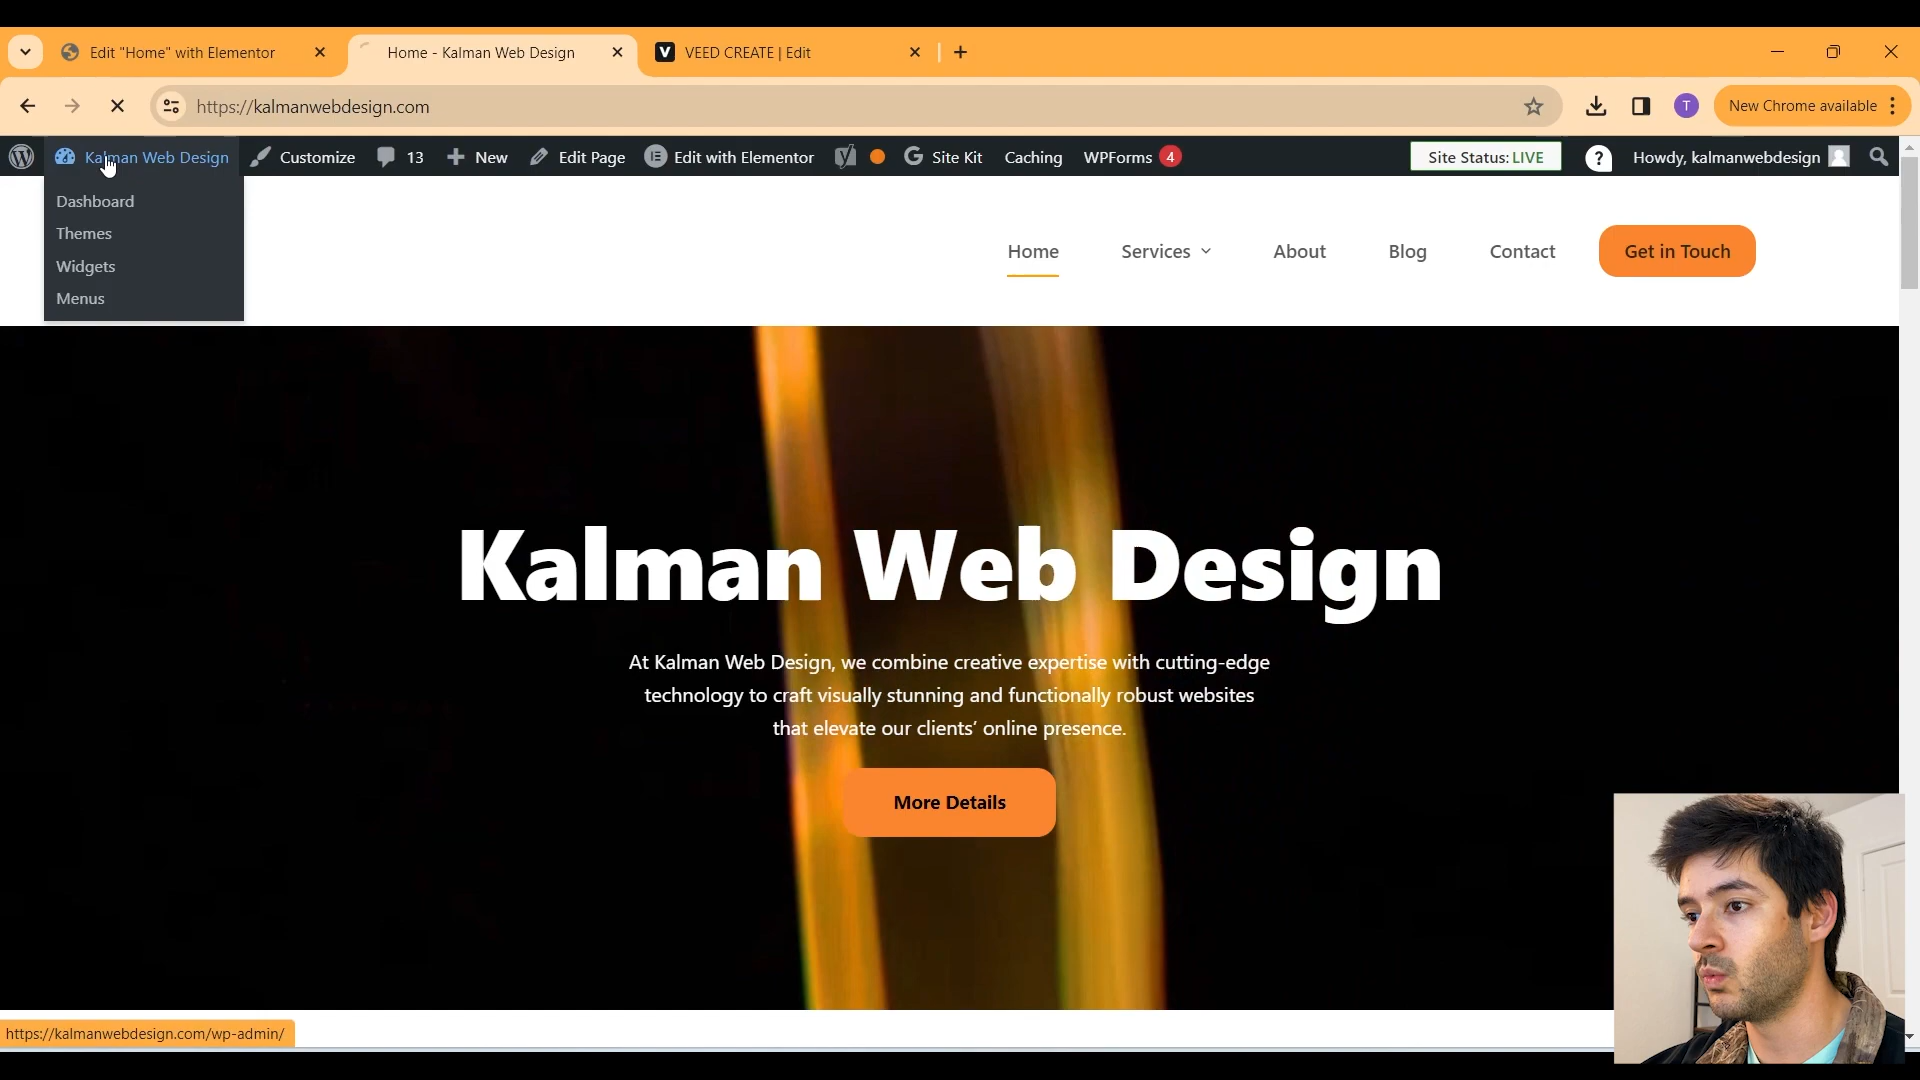 Edit "Home" with Elementor
Home - Kalman Web Design
VEED CREATE | Edit
https://kalmanwebdesign.com
T
New Chrome available
Kalman Web Design
Customize
13
New
Edit Page
Edit with Elementor
Site Kit
Caching
WPForms 4
Site Status: LIVE
?
Howdy, kalmanwebdesign
Dashboard
Themes
Widgets
Menus
Home
Services
About
Blog
Contact
Get in Touch
Kalman Web Design
At Kalman Web Design, we combine creative expertise with cutting-edge
technology to craft visually stunning and functionally robust websites
that elevate our clients’ online presence.
More Details
https://kalmanwebdesign.com/wp-admin/